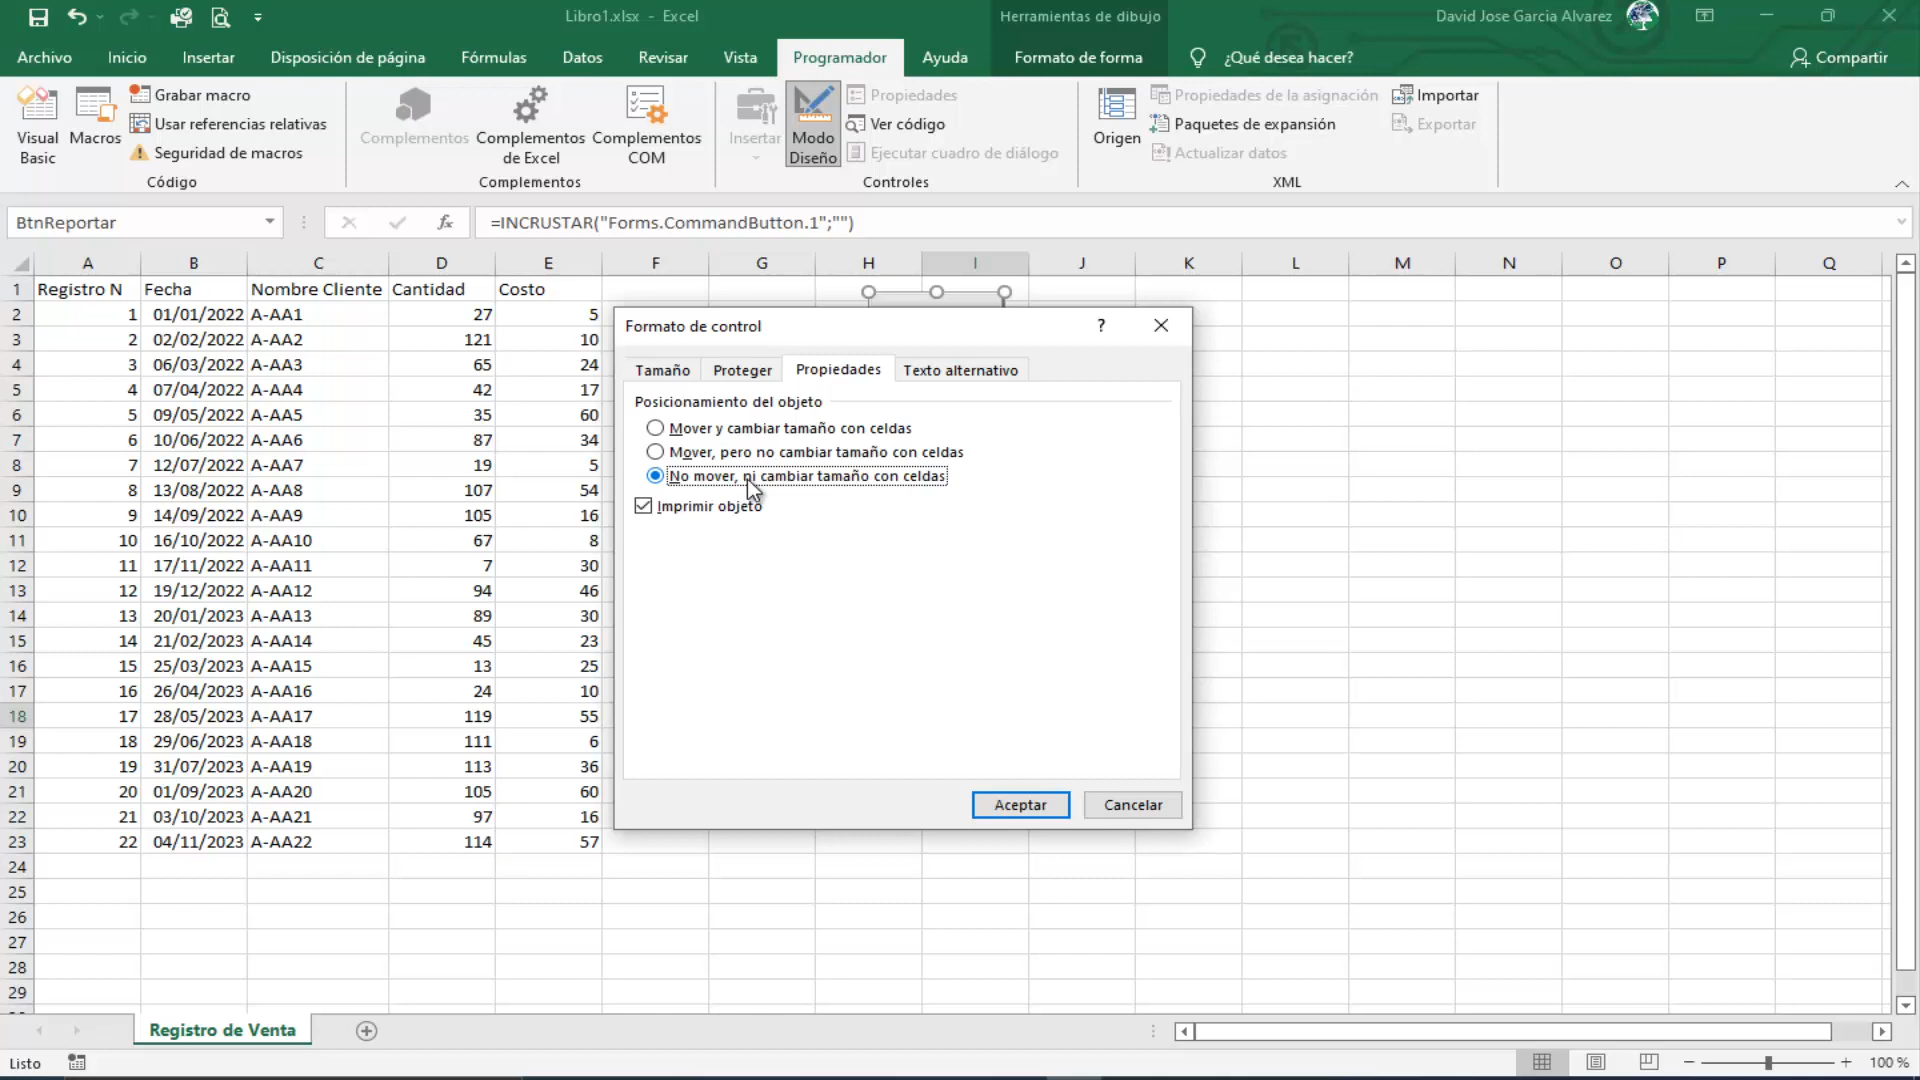 Libro1.xlsx - Excel
Herramientas de dibujo
David Jose Garcia Alvarez
Archivo Inicio Insertar Disposición de página Fórmulas Datos Revisar Vista Programador Ayuda Formato de forma ¿Qué desea hacer? Compartir
Visual Basic
Macros
Grabar macro
Usar referencias relativas
Seguridad de macros
Código
Complementos
Complementos de Excel
Complementos COM
Complementos
Insertar
Modo Diseño
Propiedades
Ver código
Ejecutar cuadro de diálogo
Controles
Origen
Propiedades de la asignación
Paquetes de expansión
Actualizar datos
Importar
Exportar
XML
BtnReportar
fx
=INCRUSTAR("Forms.CommandButton.1";"")
A B C D E F G H I J K L M N O P Q
1 Registro N Fecha Nombre Cliente Cantidad Costo
2 1 01/01/2022 A-AA1 27 5
3 2 02/02/2022 A-AA2 121 10
4 3 06/03/2022 A-AA3 65 24
5 4 07/04/2022 A-AA4 42 17
6 5 09/05/2022 A-AA5 35 60
7 6 10/06/2022 A-AA6 87 34
8 7 12/07/2022 A-AA7 19 5
9 8 13/08/2022 A-AA8 107 54
10 9 14/09/2022 A-AA9 105 16
11 10 16/10/2022 A-AA10 67 8
12 11 17/11/2022 A-AA11 7 30
13 12 19/12/2022 A-AA12 94 46
14 13 20/01/2023 A-AA13 89 30
15 14 21/02/2023 A-AA14 45 23
16 15 25/03/2023 A-AA15 13 25
17 16 26/04/2023 A-AA16 24 10
18 17 28/05/2023 A-AA17 119 55
19 18 29/06/2023 A-AA18 111 6
20 19 31/07/2023 A-AA19 113 36
21 20 01/09/2023 A-AA20 105 60
22 21 03/10/2023 A-AA21 97 16
23 22 04/11/2023 A-AA22 114 57
24
25
26
27
28
29
Formato de control
?
Tamaño Proteger Propiedades Texto alternativo
Posicionamiento del objeto
Mover y cambiar tamaño con celdas
Mover, pero no cambiar tamaño con celdas
No mover, ni cambiar tamaño con celdas
Imprimir objeto
Aceptar Cancelar
Registro de Venta
Listo
100 %